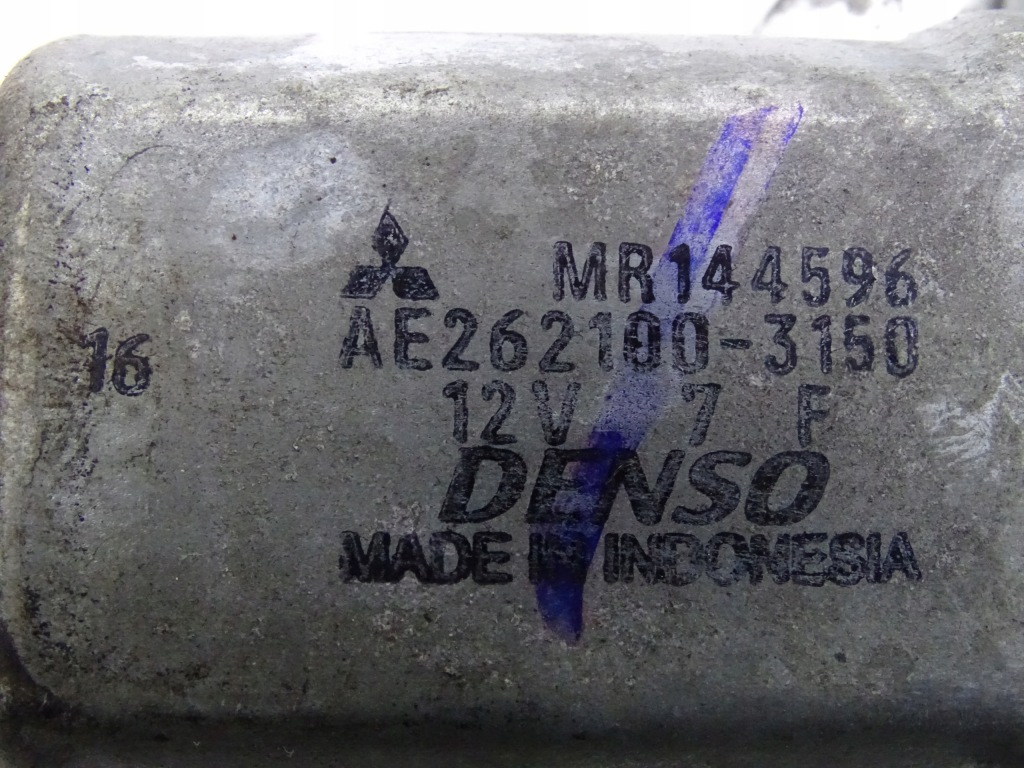 MR144596
AE262100-3150
16
12V 7 F
DENSO
MADE IN INDONESIA